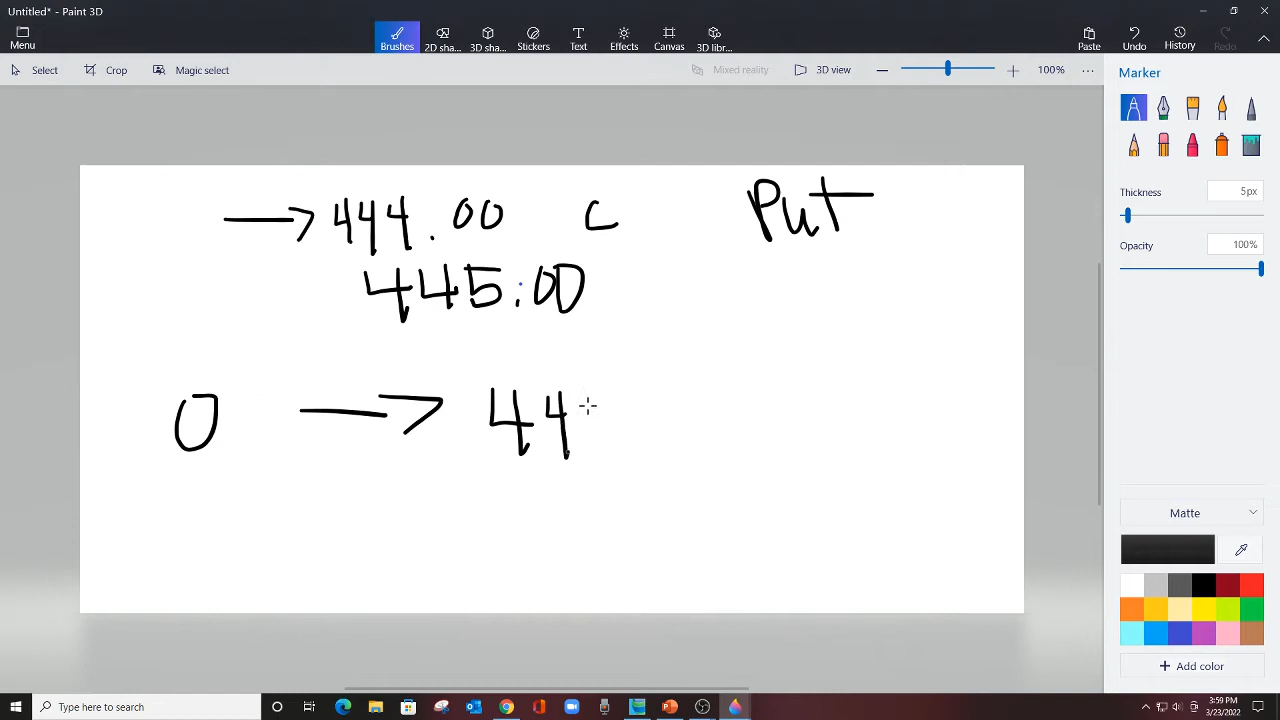 Untitled* - Paint 3D
Menu
Brushes 2D sha... 3D sha... Stickers Text Effects Canvas 3D libr...
Paste Undo History Redo
Select Crop Magic select
Mixed reality 3D view 100% ...
Marker
Thickness 5px
Opacity 100%
Matte
+ Add color
→ 444.00 C Put
445.00
0 → 44
Type here to search
3:59 PM
3/23/2022